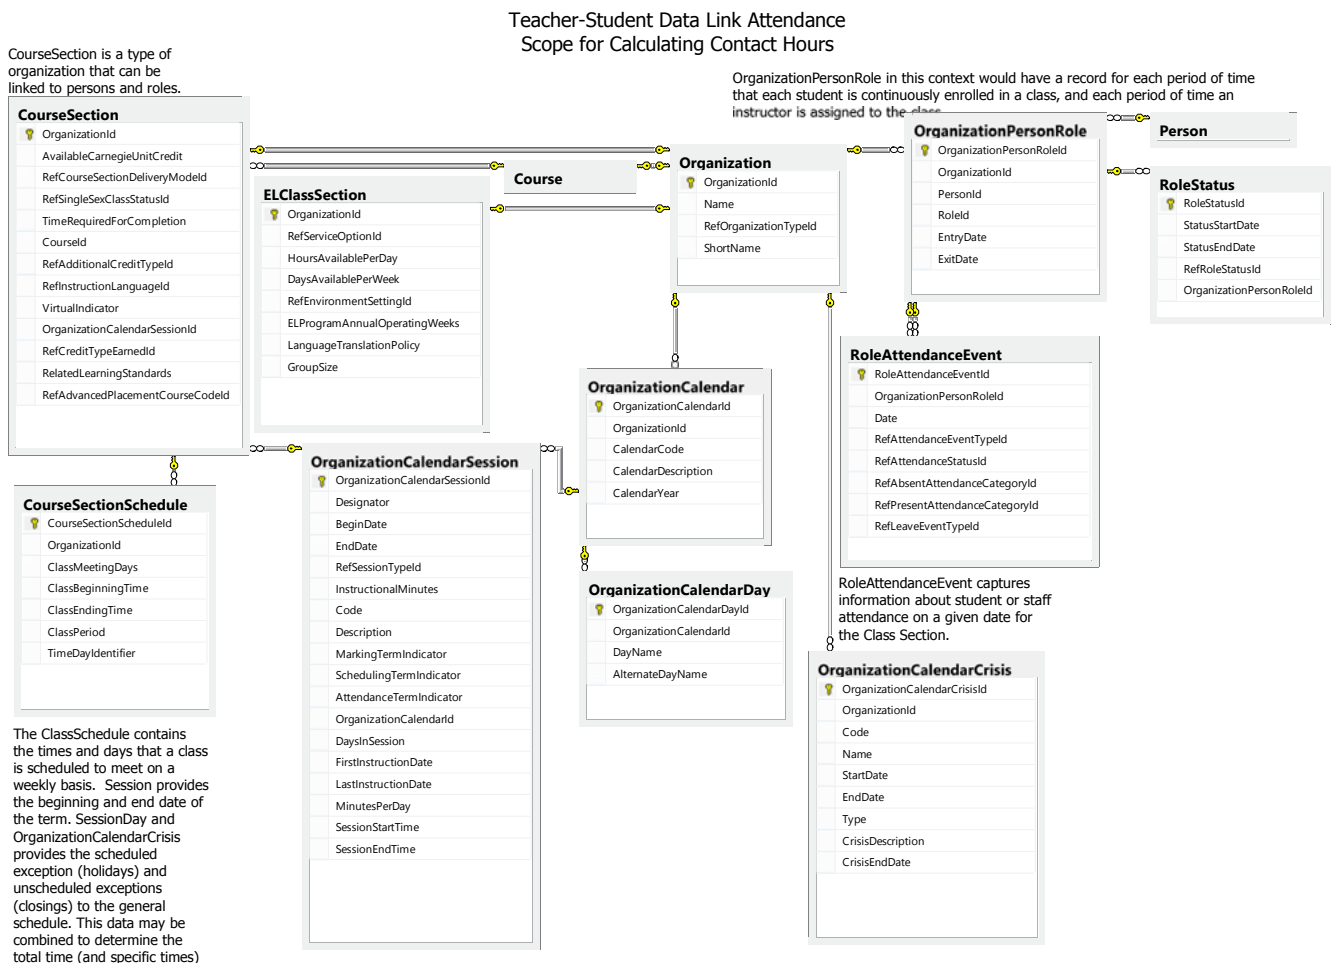 Teacher-Student Data Link Attendance
Scope for Calculating Contact Hours
CourseSection is a type of
organization that can be
linked to persons and roles.
OrganizationPersonRole in this context would have a record for each period of time
that each student is continuously enrolled in a class, and each period of time an
instructor is assigned to the class
CourseSection
OrganizationId
AvailableCarnegieUnitCredit
RefCourseSectionDeliveryModeId
RefSingleSexClassStatusId
TimeRequiredForCompletion
CourseId
RefAdditionalCreditTypeId
RefInstructionLanguageId
VirtualIndicator
OrganizationCalendarSessionId
RefCreditTypeEarnedId
RelatedLearningStandards
RefAdvancedPlacementCourseCodeId
ELClassSection
OrganizationId
RefServiceOptionId
HoursAvailablePerDay
DaysAvailablePerWeek
RefEnvironmentSettingId
ELProgramAnnualOperatingWeeks
LanguageTranslationPolicy
GroupSize
Course
Organization
OrganizationId
Name
RefOrganizationTypeId
ShortName
OrganizationPersonRole
OrganizationPersonRoleId
OrganizationId
PersonId
RoleId
EntryDate
ExitDate
Person
RoleStatus
RoleStatusId
StatusStartDate
StatusEndDate
RefRoleStatusId
OrganizationPersonRoleId
RoleAttendanceEvent
RoleAttendanceEventId
OrganizationPersonRoleId
Date
RefAttendanceEventTypeId
RefAttendanceStatusId
RefAbsentAttendanceCategoryId
RefPresentAttendanceCategoryId
RefLeaveEventTypeId
RoleAttendanceEvent captures
information about student or staff
attendance on a given date for
the Class Section.
OrganizationCalendar
OrganizationCalendarId
OrganizationId
CalendarCode
CalendarDescription
CalendarYear
OrganizationCalendarSession
OrganizationCalendarSessionId
Designator
BeginDate
EndDate
RefSessionTypeId
InstructionalMinutes
Code
Description
MarkingTermIndicator
SchedulingTermIndicator
AttendanceTermIndicator
OrganizationCalendarId
DaysInSession
FirstInstructionDate
LastInstructionDate
MinutesPerDay
SessionStartTime
SessionEndTime
OrganizationCalendarDay
OrganizationCalendarDayId
OrganizationCalendarId
DayName
AlternateDayName
OrganizationCalendarCrisis
OrganizationCalendarCrisisId
OrganizationId
Code
Name
StartDate
EndDate
Type
CrisisDescription
CrisisEndDate
CourseSectionSchedule
CourseSectionScheduleId
OrganizationId
ClassMeetingDays
ClassBeginningTime
ClassEndingTime
ClassPeriod
TimeDayIdentifier
The ClassSchedule contains
the times and days that a class
is scheduled to meet on a
weekly basis.  Session provides
the beginning and end date of
the term. SessionDay and
OrganizationCalendarCrisis
provides the scheduled
exception (holidays) and
unscheduled exceptions
(closings) to the general
schedule. This data may be
combined to determine the
total time (and specific times)